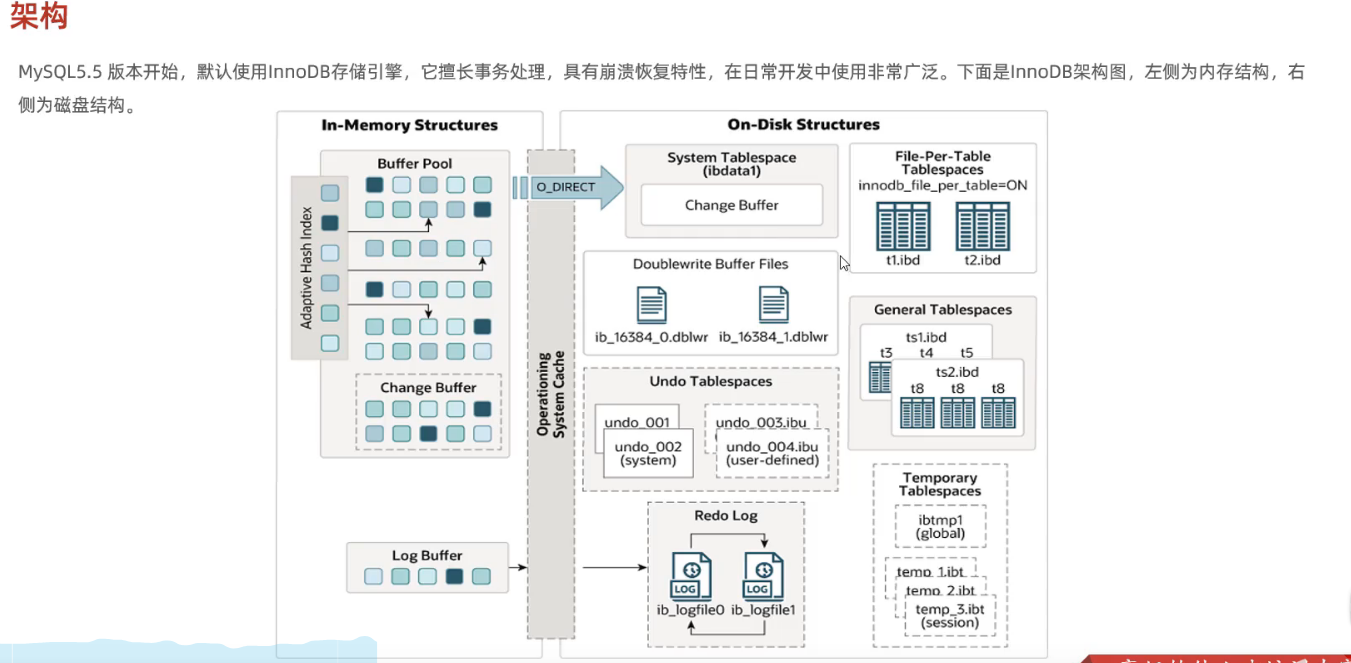 架构
MySQL5.5 版本开始，默认使用InnoDB存储引擎，它擅长事务处理，具有崩溃恢复特性，在日常开发中使用非常广泛。下面是InnoDB架构图，左侧为内存结构，右
侧为磁盘结构。
In-Memory Structures
Buffer Pool
Adaptive Hash Index
Change Buffer
Log Buffer
Operationing
System Cache
O_DIRECT
On-Disk Structures
System Tablespace
(ibdata1)
Change Buffer
File-Per-Table
Tablespaces
innodb_file_per_table=ON
t1.ibd
t2.ibd
Doublewrite Buffer Files
ib_16384_0.dblwr
ib_16384_1.dblwr
General Tablespaces
ts1.ibd
t3
t4
t5
ts2.ibd
t8
t8
t8
Undo Tablespaces
undo_001
undo_002
(system)
undo_003.ibu
undo_004.ibu
(user-defined)
Temporary
Tablespaces
ibtmp1
(global)
temp_1.ibt
temp_2.ibt
temp_3.ibt
(session)
Redo Log
LOG
LOG
ib_logfile0
ib_logfile1